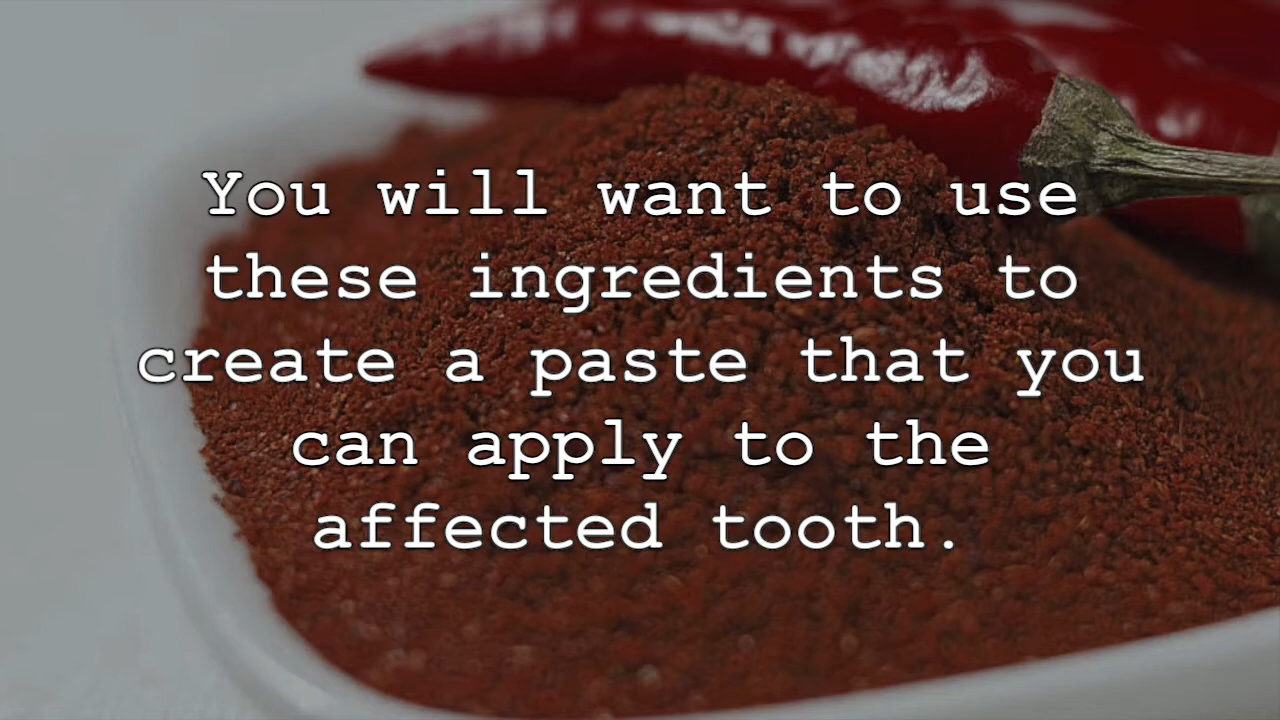 You will want to use
these ingredients to
create a paste that you
can apply to the
affected tooth.